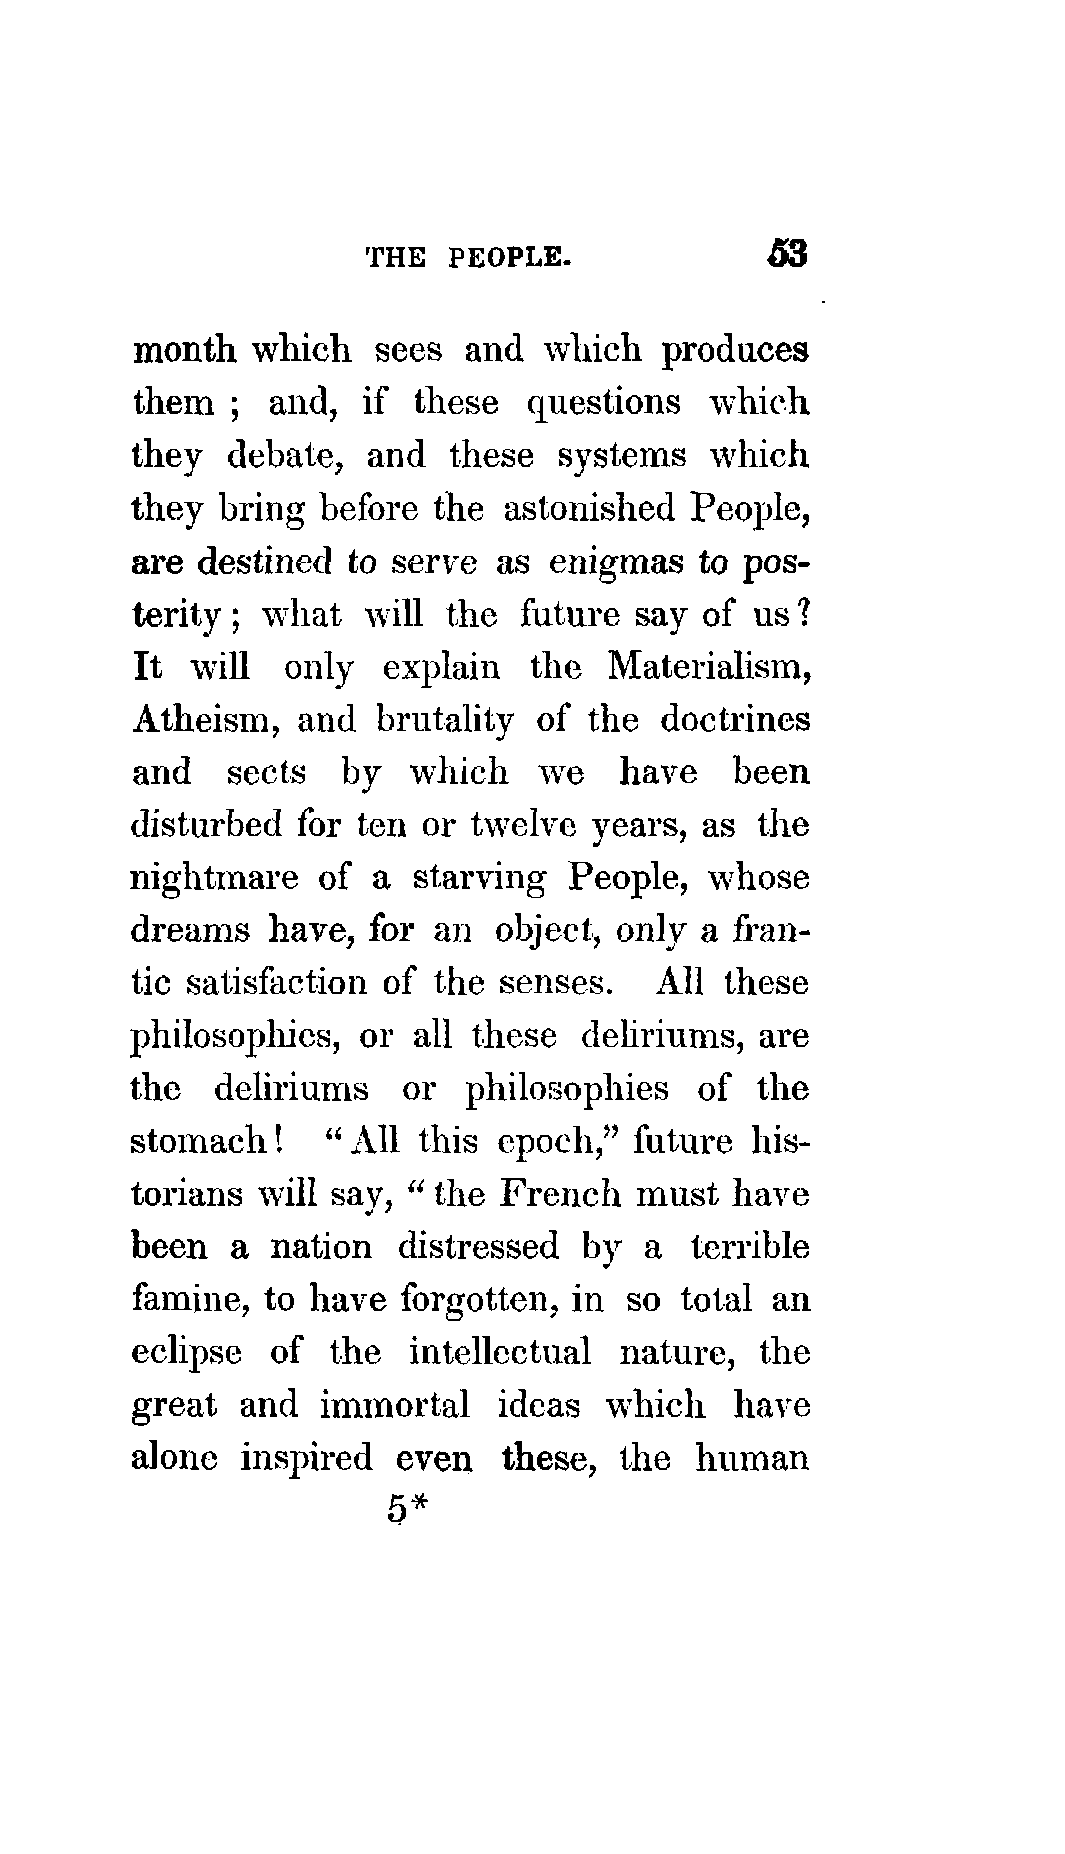 THE PEOPLE. 53
month which sees and which produces
them ; and, if these questions which
they debate, and these systems which
they bring before the astonished People,
are destined to serve as enigmas to pos-
terity ; what will the future say of us ?
It will only explain the Materialism,
Atheism, and brutality of the doctrines
and sects by which we have been
disturbed for ten or twelve years, as the
nightmare of a starving People, whose
dreams have, for an object, only a fran-
tic satisfaction of the senses. All these
philosophies, or all these deliriums, are
the deliriums or philosophies of the
stomach ! “ All this epoch,” future his-
torians will say, “ the French must have
been a nation distressed by a terrible
famine, to have forgotten, in so total an
eclipse of the intellectual nature, the
great and immortal ideas which have
alone inspired even these, the human
5*